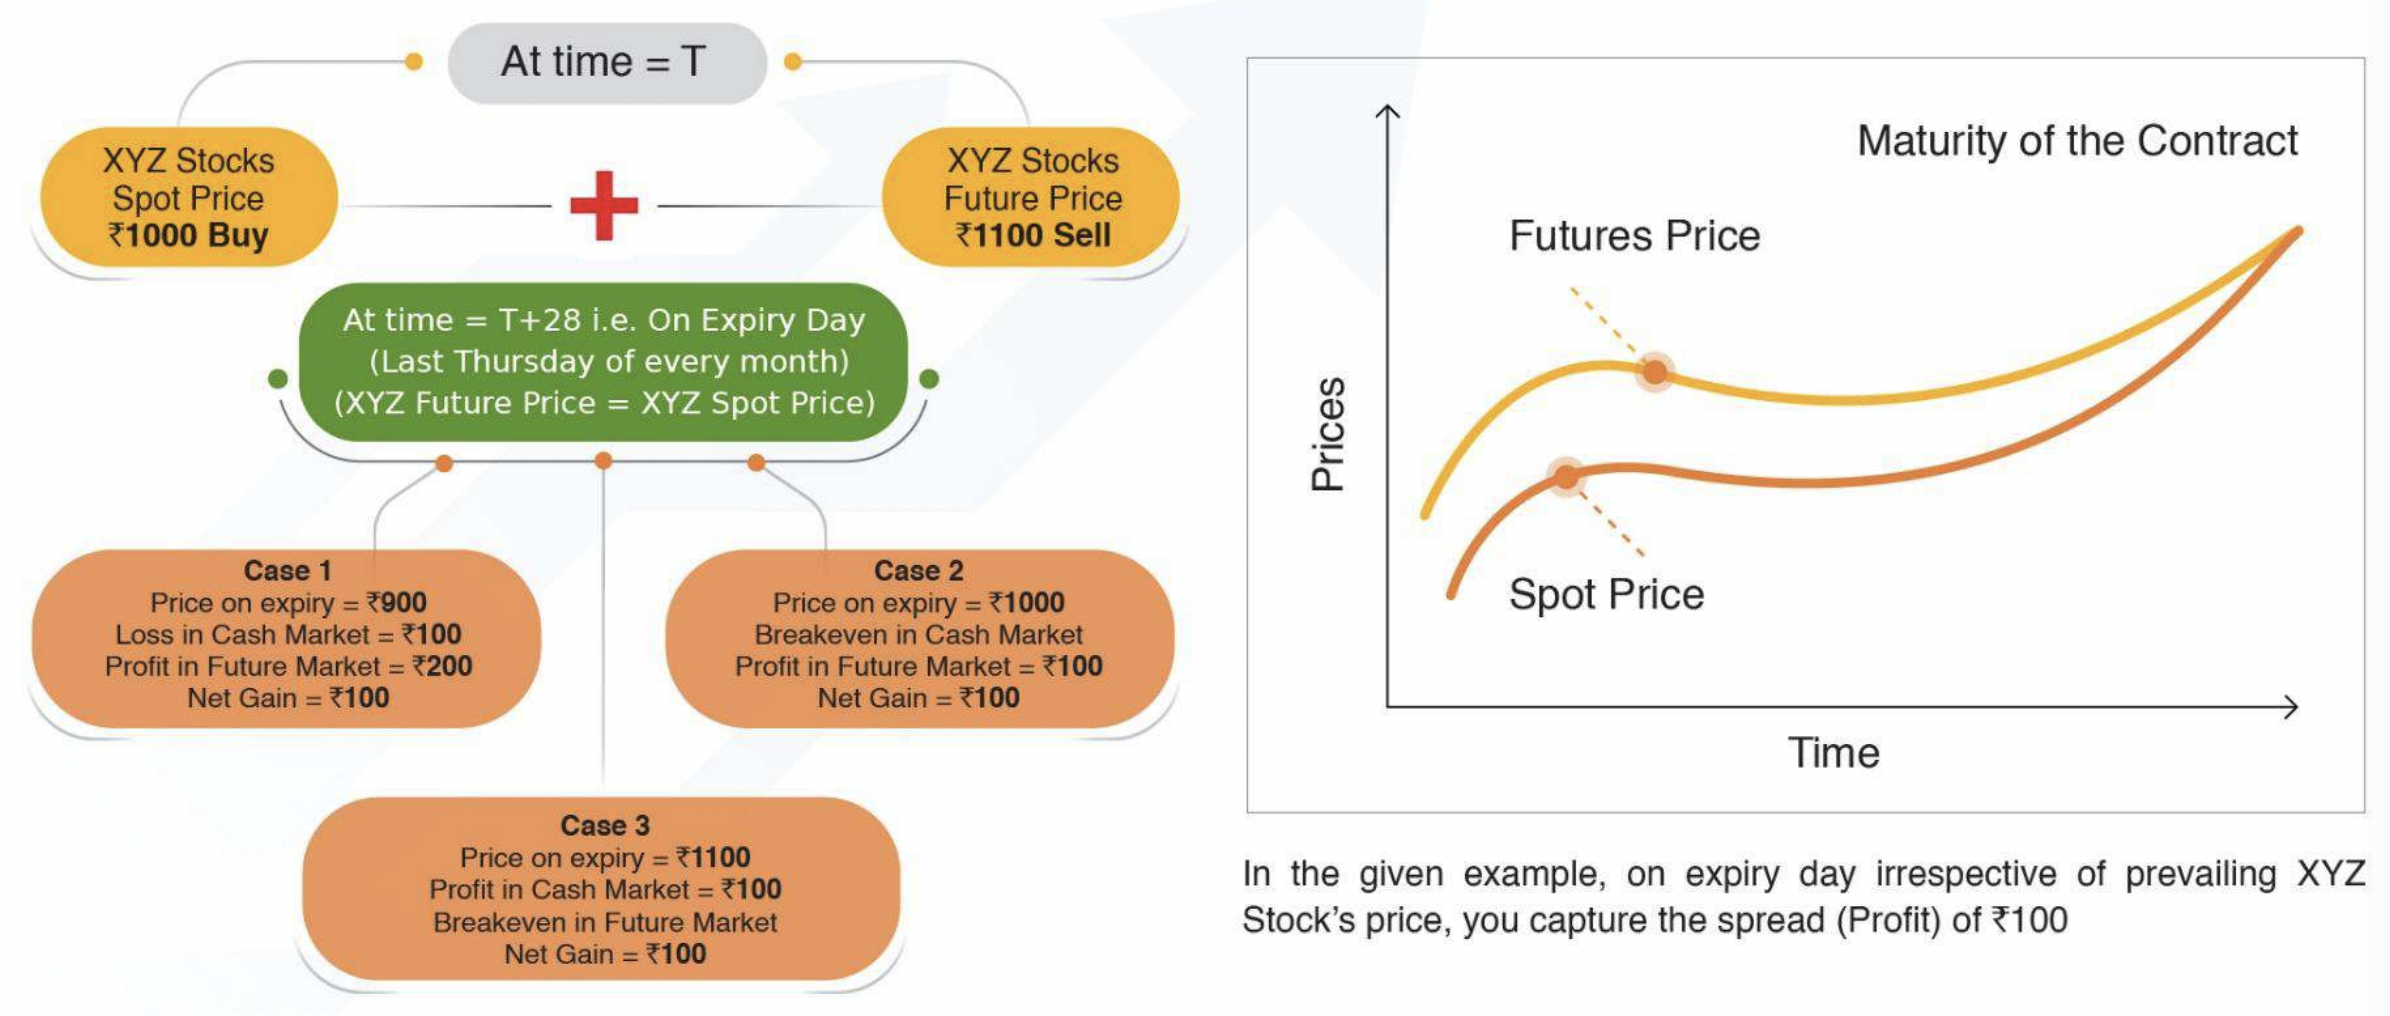 At time = T
XYZ Stocks
Spot Price
₹1000 Buy
XYZ Stocks
Future Price
₹1100 Sell
At time = T+28 i.e. On Expiry Day
(Last Thursday of every month)
(XYZ Future Price = XYZ Spot Price)
Case 1
Price on expiry = ₹900
Loss in Cash Market = ₹100
Profit in Future Market = ₹200
Net Gain = ₹100
Case 2
Price on expiry = ₹1000
Breakeven in Cash Market
Profit in Future Market = ₹100
Net Gain = ₹100
Case 3
Price on expiry = ₹1100
Profit in Cash Market = ₹100
Breakeven in Future Market
Net Gain = ₹100
Maturity of the Contract
Futures Price
Prices
Spot Price
Time
In the given example, on expiry day irrespective of prevailing XYZ
Stock's price, you capture the spread (Profit) of ₹100